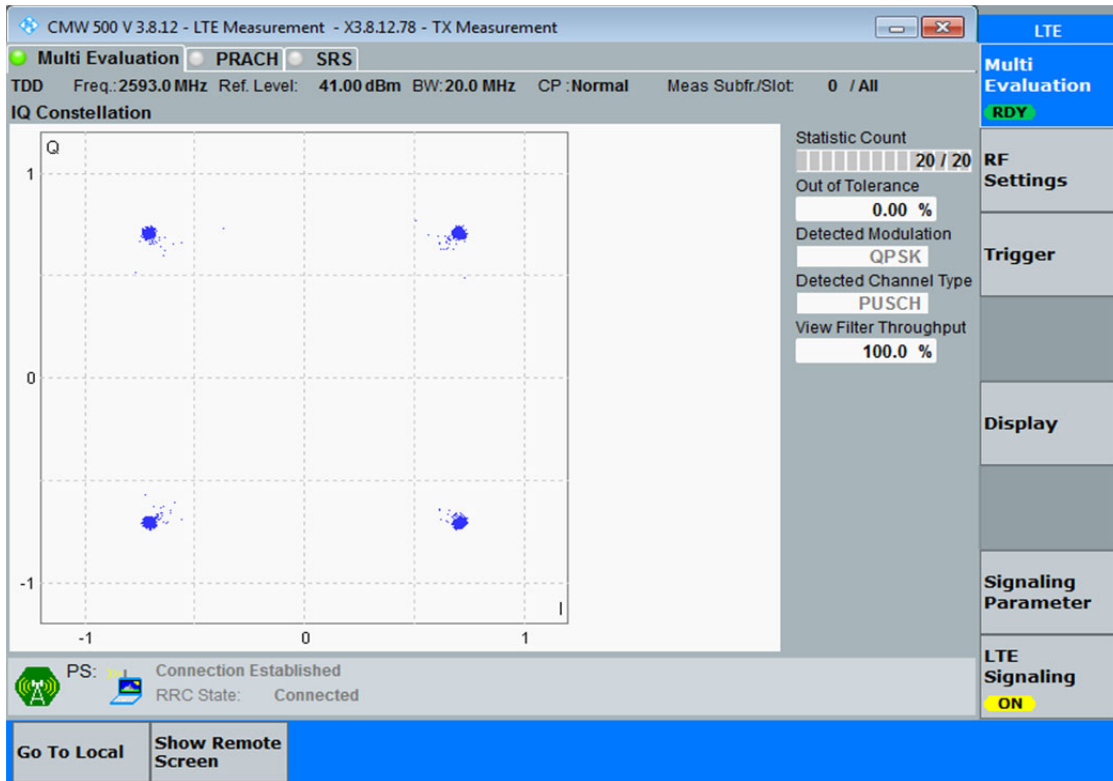 CMW 500 V 3.8.12 - LTE Measurement - X3.8.12.78 - TX Measurement
LTE
Multi Evaluation PRACH SRS
TDD Freq.: 2593.0 MHz Ref. Level: 41.00 dBm BW: 20.0 MHz CP : Normal Meas Subfr./Slot: 0 / All
IQ Constellation
Q
1
0
-1
-1 0 1
I
Statistic Count
20 / 20
Out of Tolerance
0.00 %
Detected Modulation
QPSK
Detected Channel Type
PUSCH
View Filter Throughput
100.0 %
Multi
Evaluation
RDY
RF
Settings
Trigger
Display
Signaling
Parameter
LTE
Signaling
ON
PS: Connection Established
RRC State: Connected
Go To Local
Show Remote
Screen